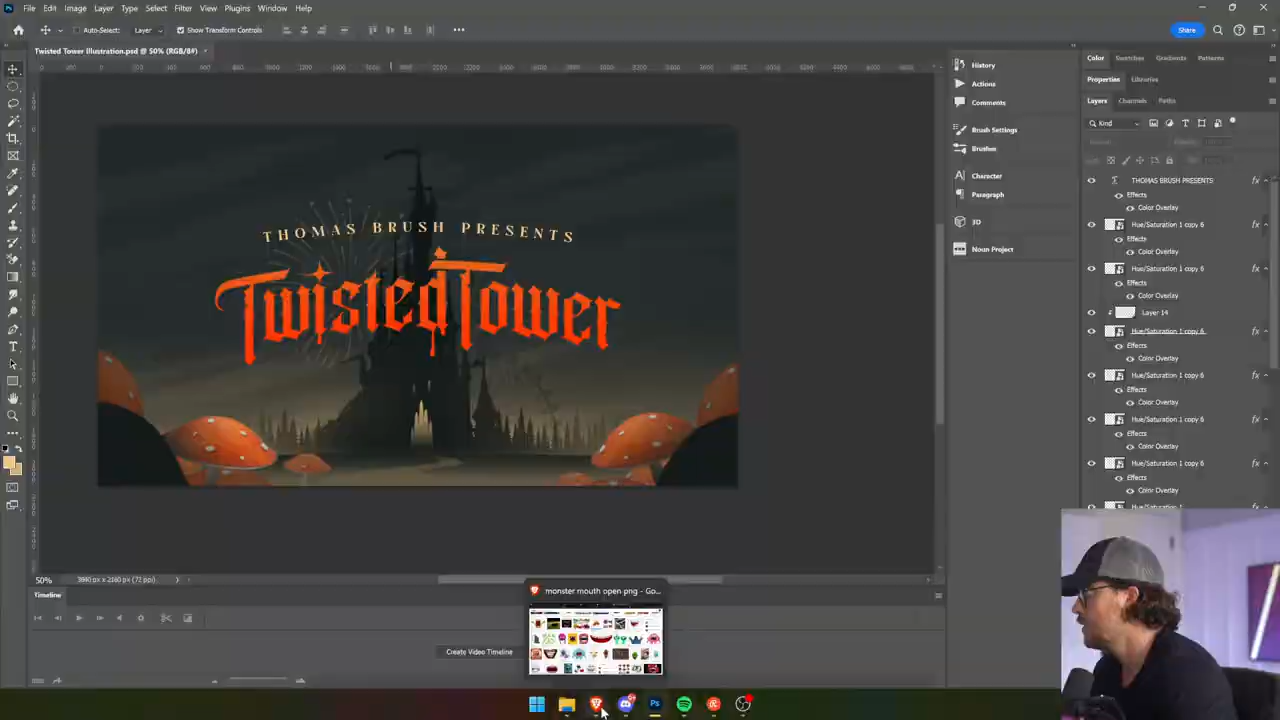 File Edit Image Layer Type Select Filter View Plugins Window Help
Auto-Select: Layer Show Transform Controls
Share
Twisted Tower Illustration.psd @ 50% (RGB/8#)
History
Actions
Comments
Brush Settings
Brushes
Character
Paragraph
3D
Noun Project
Color Swatches Gradients Patterns
Properties Libraries
Layers Channels Paths
Kind
THOMAS BRUSH PRESENTS
Effects
Color Overlay
Hue/Saturation 1 copy 6
Effects
Color Overlay
Hue/Saturation 1 copy 6
Effects
Color Overlay
Layer 14
Hue/Saturation 1 copy 6
Effects
Color Overlay
Hue/Saturation 1 copy 6
Effects
Color Overlay
Hue/Saturation 1 copy 6
Effects
Color Overlay
Hue/Saturation 1 copy 6
Effects
Color Overlay
THOMAS BRUSH PRESENTS
Twisted Tower
50% 3840 px x 2160 px (72 ppi)
Timeline
Create Video Timeline
monster mouth open png - Go...